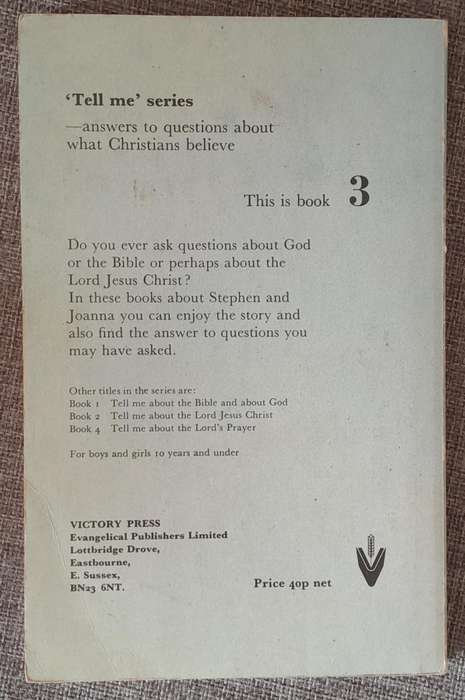 ‘Tell me’ series
—answers to questions about
what Christians believe
This is book 3
Do you ever ask questions about God
or the Bible or perhaps about the
Lord Jesus Christ?
In these books about Stephen and
Joanna you can enjoy the story and
also find the answer to questions you
may have asked.
Other titles in the series are:
Book 1 Tell me about the Bible and about God
Book 2 Tell me about the Lord Jesus Christ
Book 4 Tell me about the Lord's Prayer
For boys and girls 10 years and under
VICTORY PRESS
Evangelical Publishers Limited
Lottbridge Drove,
Eastbourne,
E. Sussex,
BN23 6NT.
Price 40p net